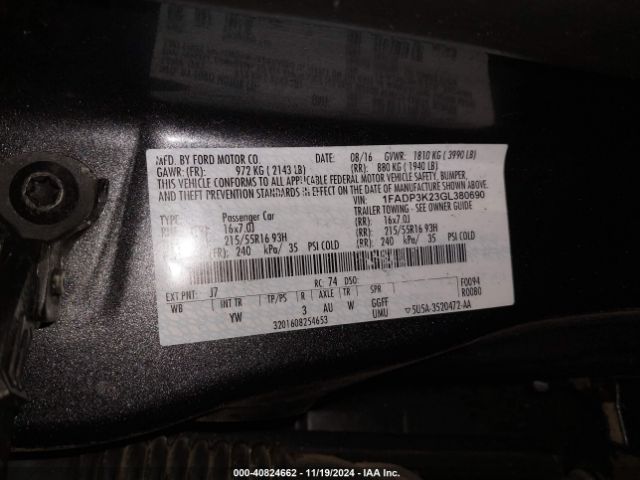 MFD. BY FORD MOTOR CO. DATE: 08/16 GVWR: 1810 KG ( 3990 LB)
GAWR: (FR): 972 KG ( 2143 LB) (RR): 880 KG ( 1940 LB)
THIS VEHICLE CONFORMS TO ALL APPLICABLE FEDERAL MOTOR VEHICLE SAFETY, BUMPER,
AND THEFT PREVENTION STANDARDS IN EFFECT ON THE DATE OF MANUFACTURE SHOWN ABOVE.
VIN: 1FADP3K23GL380690
TYPE: Passenger Car TRAILER TOWING - SEE OWNER GUIDE
16x7.0J (RR): 16x7.0J
215/55R16 93H (RR): 215/55R16 93H
(FR): 240 kPa/ 35 PSI COLD (RR): 240 kPa/ 35 PSI COLD
EXT PNT: J7 RC: 74 DSO: F0094
WB INT TR TP/PS R AXLE TR SPR R0080
YW 3 AU W GGFF
UMU
3201608254653 5U5A-3520472-AA
000-40824662 - 11/19/2024 - IAA Inc.